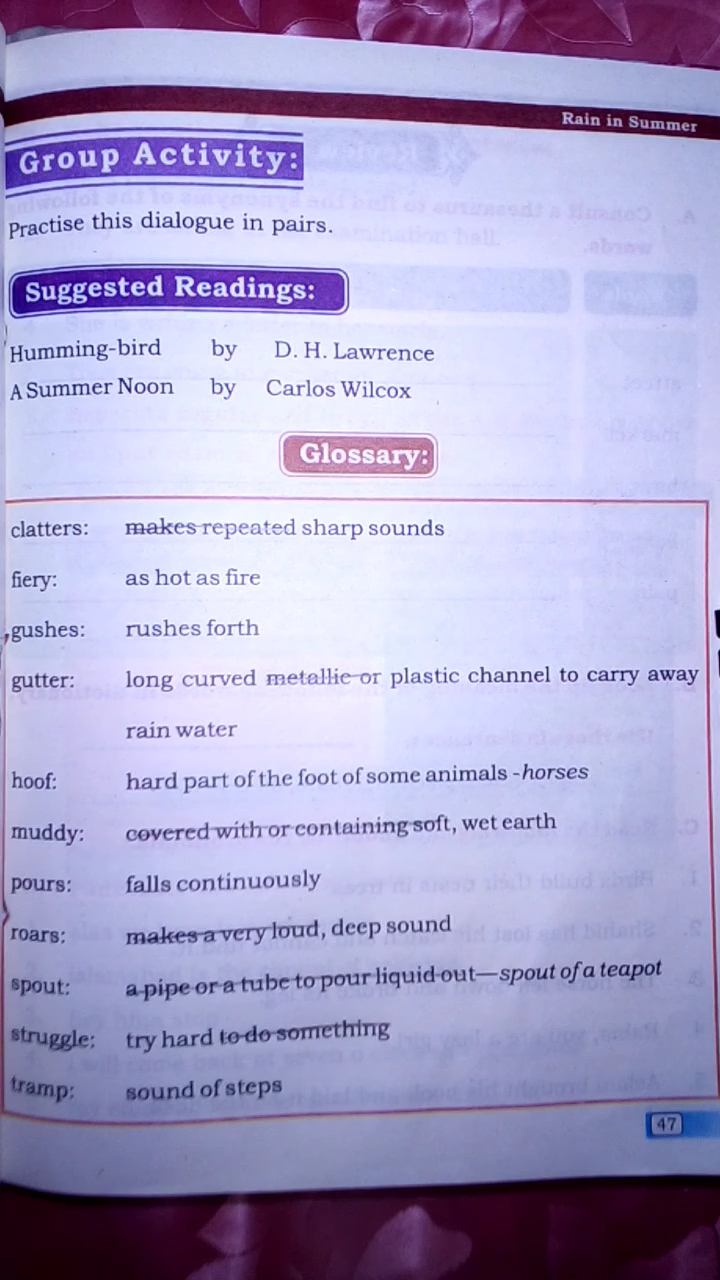 Rain in Summer
Group Activity:
Practise this dialogue in pairs.
Suggested Readings:
Humming-bird by D. H. Lawrence
A Summer Noon by Carlos Wilcox
Glossary:
clatters: makes repeated sharp sounds
fiery: as hot as fire
gushes: rushes forth
gutter: long curved metallic or plastic channel to carry away
rain water
hoof: hard part of the foot of some animals -horses
muddy: covered with or containing soft, wet earth
pours: falls continuously
roars: makes a very loud, deep sound
spout: a pipe or a tube to pour liquid out—spout of a teapot
struggle: try hard to do something
tramp: sound of steps
47